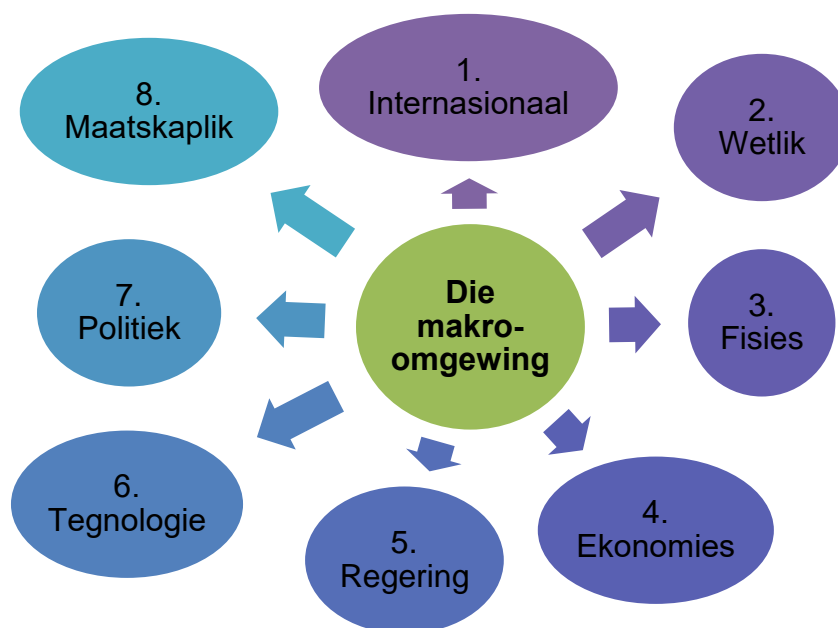 Die
makro-
omgewing
1.
Internasionaal
2.
Wetlik
3.
Fisies
4.
Ekonomies
5.
Regering
6.
Tegnologie
7.
Politiek
8.
Maatskaplik